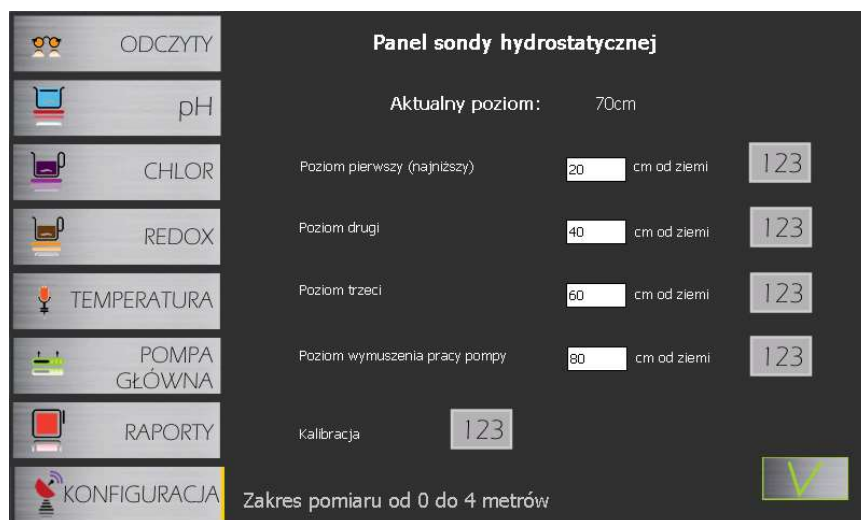 ODCZYTY
pH
CHLOR
REDOX
TEMPERATURA
POMPA
GŁÓWNA
RAPORTY
KONFIGURACJA
Panel sondy hydrostatycznej
Aktualny poziom: 70cm
Poziom pierwszy (najniższy) 20 cm od ziemi 123
Poziom drugi 40 cm od ziemi 123
Poziom trzeci 60 cm od ziemi 123
Poziom wymuszenia pracy pompy 80 cm od ziemi 123
Kalibracja 123
Zakres pomiaru od 0 do 4 metrów